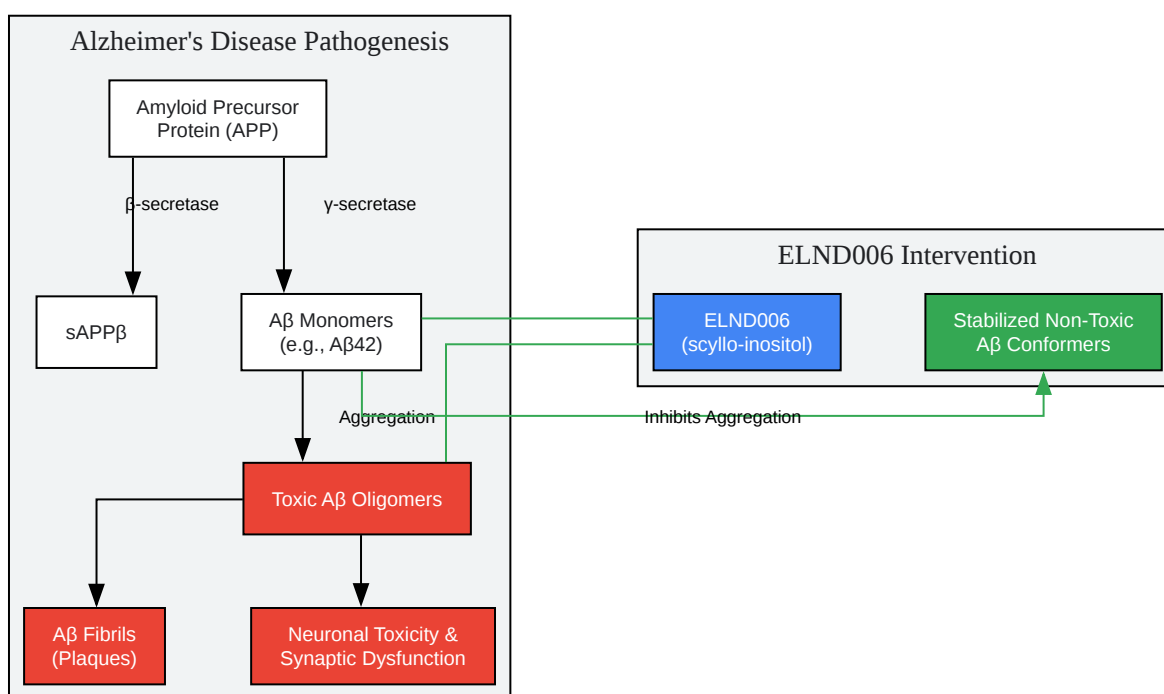 Alzheimer's Disease Pathogenesis
Amyloid Precursor
Protein (APP)
β-secretase
γ-secretase
sAPPβ
Aβ Monomers
(e.g., Aβ42)
Aggregation
Toxic Aβ Oligomers
Aβ Fibrils
(Plaques)
Neuronal Toxicity &
Synaptic Dysfunction
ELND006 Intervention
ELND006
(scyllo-inositol)
Stabilized Non-Toxic
Aβ Conformers
Inhibits Aggregation